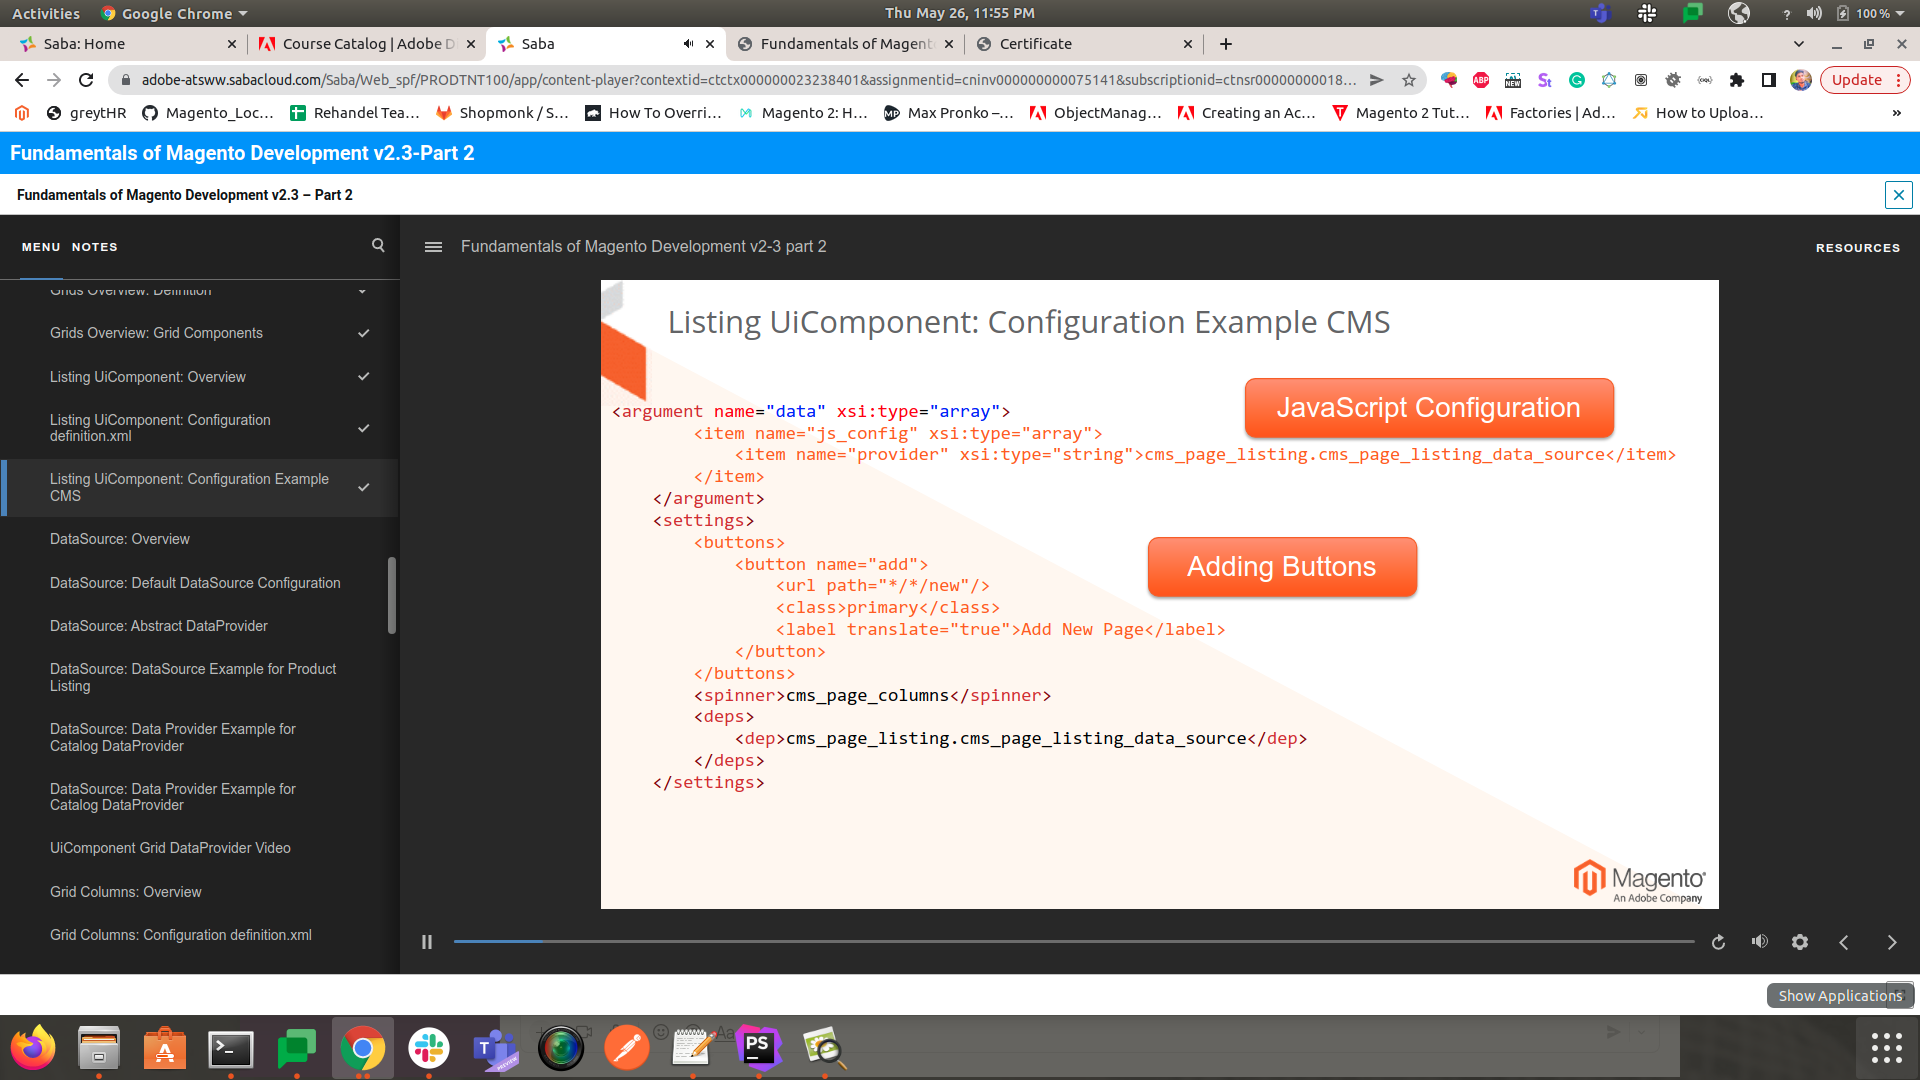 Activities Google Chrome Thu May 26, 11:55 PM 100 %
Saba: Home Course Catalog | Adobe D Saba Fundamentals of Magent Certificate
adobe-atsww.sabacloud.com/Saba/Web_spf/PRODTNT100/app/content-player?contextid=ctctx000000023238401&assignmentid=cninv000000000075141&subscriptionid=ctnsr00000000018... Update
greytHR Magento_Loc... Rehandel Tea... Shopmonk / S... How To Overri... Magento 2: H... Max Pronko –... ObjectManag... Creating an Ac... Magento 2 Tut... Factories | Ad... How to Uploa... »
Fundamentals of Magento Development v2.3-Part 2
Fundamentals of Magento Development v2.3 – Part 2
MENU NOTES
Fundamentals of Magento Development v2-3 part 2
RESOURCES
Grids Overview: Definition
Grids Overview: Grid Components
Listing UiComponent: Overview
Listing UiComponent: Configuration
definition.xml
Listing UiComponent: Configuration Example
CMS
DataSource: Overview
DataSource: Default DataSource Configuration
DataSource: Abstract DataProvider
DataSource: DataSource Example for Product
Listing
DataSource: Data Provider Example for
Catalog DataProvider
DataSource: Data Provider Example for
Catalog DataProvider
UiComponent Grid DataProvider Video
Grid Columns: Overview
Grid Columns: Configuration definition.xml
Listing UiComponent: Configuration Example CMS
JavaScript Configuration
<argument name="data" xsi:type="array">
<item name="js_config" xsi:type="array">
<item name="provider" xsi:type="string">cms_page_listing.cms_page_listing_data_source</item>
</item>
</argument>
<settings>
<buttons>
Adding Buttons
<button name="add">
<url path="*/*/new"/>
<class>primary</class>
<label translate="true">Add New Page</label>
</button>
</buttons>
<spinner>cms_page_columns</spinner>
<deps>
<dep>cms_page_listing.cms_page_listing_data_source</dep>
</deps>
</settings>
Magento
An Adobe Company
Show Applications